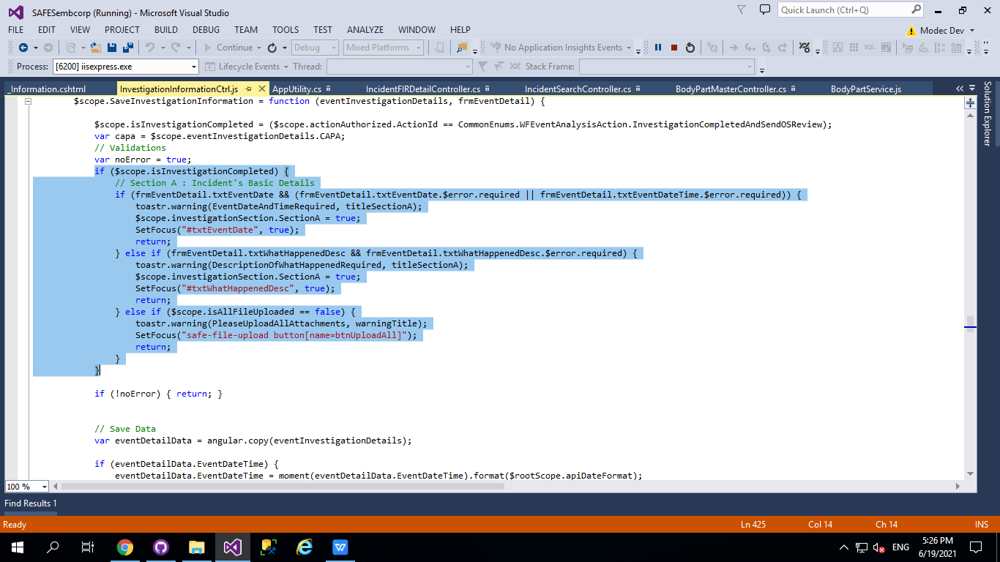 SAFESembcorp (Running) - Microsoft Visual Studio
Quick Launch (Ctrl+Q)
FILE EDIT VIEW PROJECT BUILD DEBUG TEAM TOOLS TEST ANALYZE WINDOW HELP
Modec Dev
Continue Debug Mixed Platforms No Application Insights Events
Process: [6200] iisexpress.exe Lifecycle Events Thread: Stack Frame:
_Information.cshtml InvestigationInformationCtrl.js AppUtility.cs IncidentFIRDetailController.cs IncidentSearchController.cs BodyPartMasterController.cs BodyPartService.js
Solution Explorer
$scope.SaveInvestigationInformation = function (eventInvestigationDetails, frmEventDetail) {
$scope.isInvestigationCompleted = ($scope.actionAuthorized.ActionId == CommonEnums.WFEventAnalysisAction.InvestigationCompletedAndSendOSReview);
var capa = $scope.eventInvestigationDetails.CAPA;
// Validations
var noError = true;
if ($scope.isInvestigationCompleted) {
// Section A : Incident's Basic Details
if (frmEventDetail.txtEventDate && (frmEventDetail.txtEventDate.$error.required || frmEventDetail.txtEventDateTime.$error.required)) {
toastr.warning(EventDateAndTimeRequired, titleSectionA);
$scope.investigationSection.SectionA = true;
SetFocus("#txtEventDate", true);
return;
} else if (frmEventDetail.txtWhatHappenedDesc && frmEventDetail.txtWhatHappenedDesc.$error.required) {
toastr.warning(DescriptionOfWhatHappenedRequired, titleSectionA);
$scope.investigationSection.SectionA = true;
SetFocus("#txtWhatHappenedDesc", true);
return;
} else if ($scope.isAllFileUploaded == false) {
toastr.warning(PleaseUploadAllAttachments, warningTitle);
SetFocus("safe-file-upload button[name=btnUploadAll]");
return;
}
}
if (!noError) { return; }
// Save Data
var eventDetailData = angular.copy(eventInvestigationDetails);
if (eventDetailData.EventDateTime) {
eventDetailData.EventDateTime = moment(eventDetailData.EventDateTime).format($rootScope.apiDateFormat);
100 %
Find Results 1
Ready Ln 425 Col 14 Ch 14 INS
ENG
5:26 PM
6/19/2021